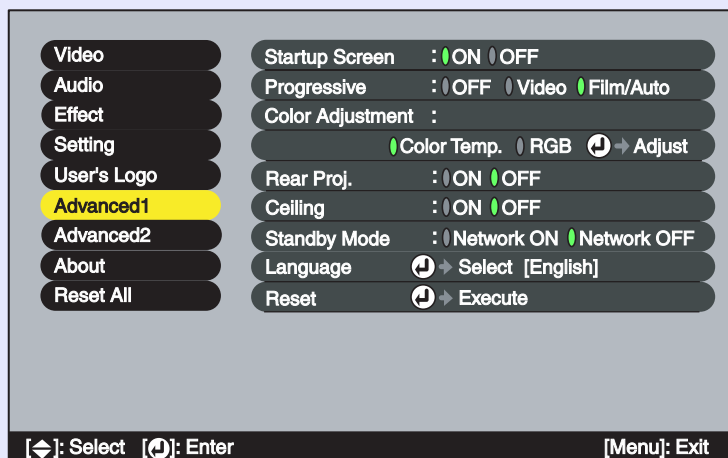 Video
Audio
Effect
Setting
User's Logo
Advanced1
Advanced2
About
Reset All
Startup Screen : ON OFF
Progressive : OFF Video Film/Auto
Color Adjustment :
Color Temp. RGB Adjust
Rear Proj. : ON OFF
Ceiling : ON OFF
Standby Mode : Network ON Network OFF
Language Select [English]
Reset Execute
[ ]: Select [ ]: Enter [Menu]: Exit